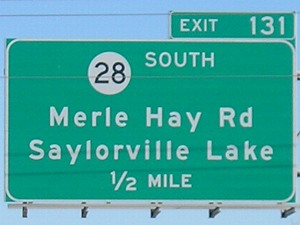 EXIT 131
28 SOUTH
Merle Hay Rd
Saylorville Lake
1/2 MILE